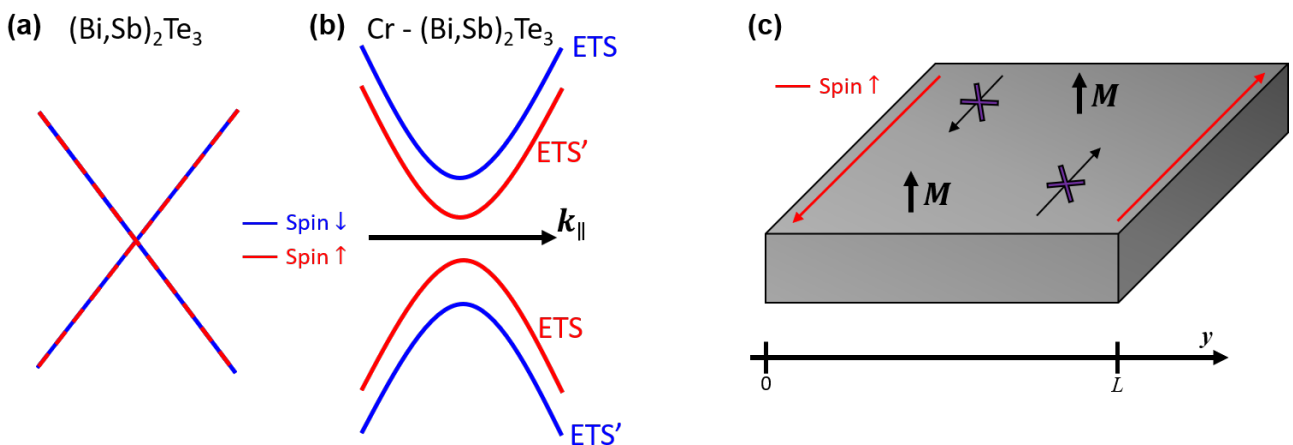 (a) (Bi,Sb)₂Te₃
(b) Cr - (Bi,Sb)₂Te₃
(c)
ETS
ETS’
Spin ↓
Spin ↑
k∥
ETS
ETS’
Spin ↑
M
M
y
0
L